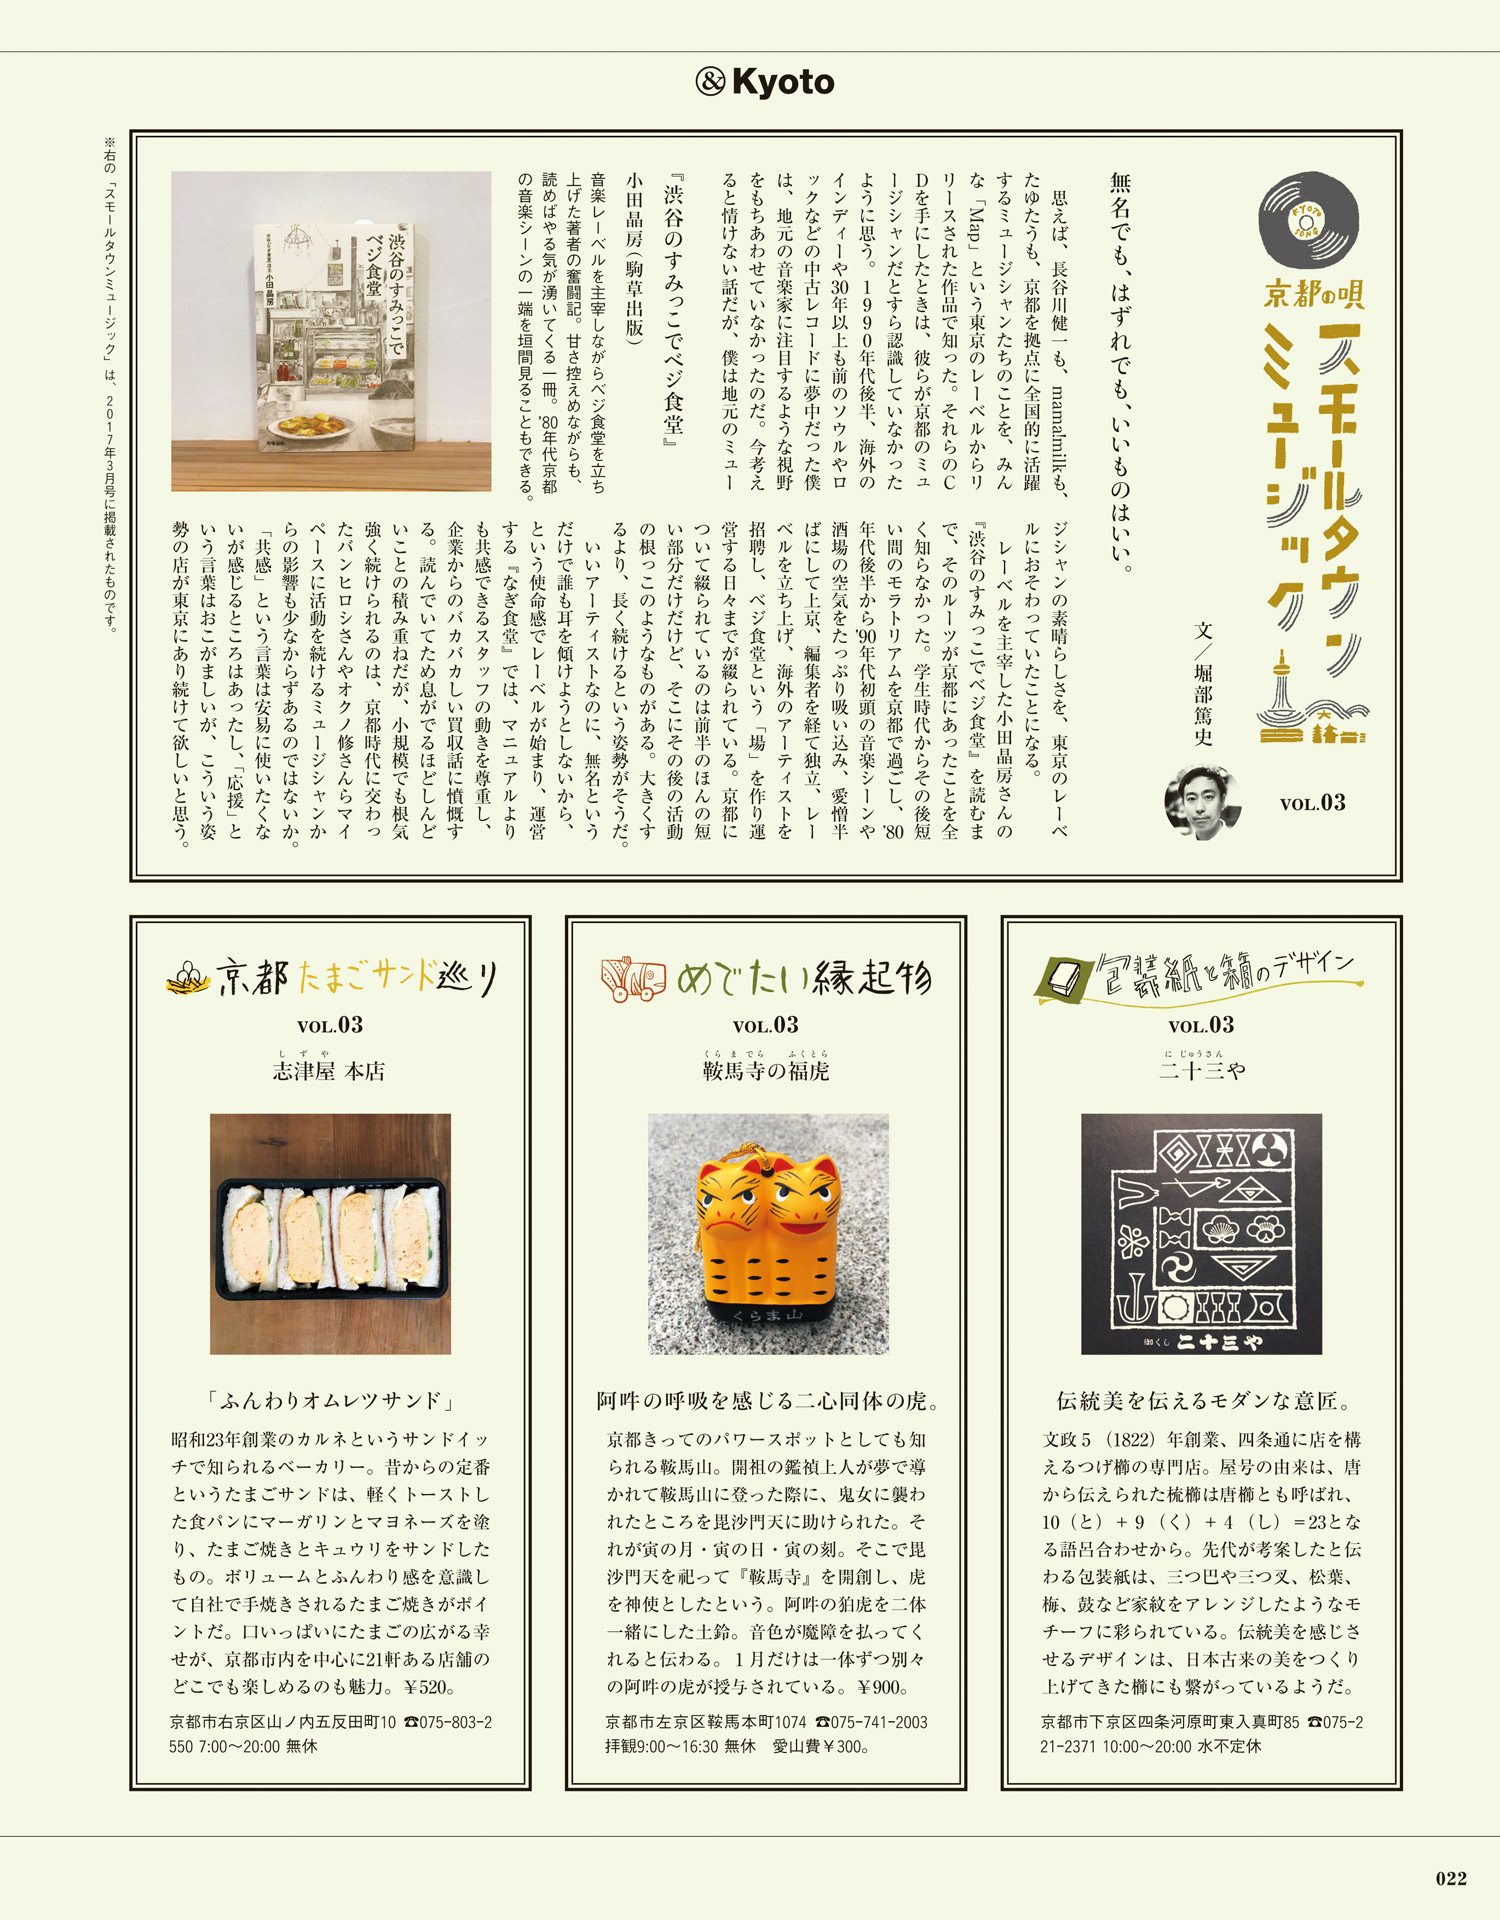 & Kyoto
京都の唄
スモールタウン
ミュージック
VOL.03
文／堀部篤史
無名でも、はずれでも、いいものはいい。
思えば、長谷川健一も、mama!milkも、
たゆたうも、京都を拠点に全国的に活躍
するミュージシャンたちのことを、みん
な「Map」という東京のレーベルからリ
リースされた作品で知った。それらのC
Dを手にしたときは、彼らが京都のミュ
ージシャンだとすら認識していなかった
ように思う。1990年代後半、海外の
インディーや30年以上も前のソウルやロ
ックなどの中古レコードに夢中だった僕
は、地元の音楽家に注目するような視野
をもちあわせていなかったのだ。今考え
ると情けない話だが、僕は地元のミュー
ジシャンの素晴らしさを、東京のレーベ
ルにおそわっていたことになる。
レーベルを主宰した小田晶房さんの
『渋谷のすみっこでベジ食堂』を読むま
で、そのルーツが京都にあったことを全
く知らなかった。学生時代からその後短
い間のモラトリアムを京都で過ごし、'80
年代後半から'90年代初頭の音楽シーンや
酒場の空気をたっぷり吸い込み、愛憎半
ばにして上京、編集者を経て独立、レー
ベルを立ち上げ、海外のアーティストを
招聘し、ベジ食堂という「場」を作り運
営する日々までが綴られている。京都に
ついて綴られているのは前半のほんの短
い部分だけだけど、そこにその後の活動
の根っこのようなものがある。大きくす
るより、長く続けるという姿勢がそうだ。
いいアーティストなのに、無名という
だけで誰も耳を傾けようとしないから、
という使命感でレーベルが始まり、運営
する『なぎ食堂』では、マニュアルより
も共感できるスタッフの動きを尊重し、
企業からのバカバカしい買収話に憤慨す
る。読んでいてため息がでるほどしんど
いことの積み重ねだが、小規模でも根気
強く続けられるのは、京都時代に交わっ
たバンヒロシさんやオクノ修さんらマイ
ペースに活動を続けるミュージシャンか
らの影響も少なからずあるのではないか。
「共感」という言葉は安易に使いたくな
いが感じるところはあったし、「応援」と
いう言葉はおこがましいが、こういう姿
勢の店が東京にあり続けて欲しいと思う。
『渋谷のすみっこでベジ食堂』
小田晶房（駒草出版）
音楽レーベルを主宰しながらベジ食堂を立ち
上げた著者の奮闘記。甘さ控えめながらも、
読めばやる気が湧いてくる一冊。'80年代京都
の音楽シーンの一端を垣間見ることもできる。
渋谷のすみっこで
ベジ食堂
小田晶房
※右の「スモールタウンミュージック」は、2017年3月号に掲載されたものです。
京都たまごサンド巡り
VOL.03
しずや
志津屋 本店
「ふんわりオムレツサンド」
昭和23年創業のカルネというサンドイッ
チで知られるベーカリー。昔からの定番
というたまごサンドは、軽くトーストし
た食パンにマーガリンとマヨネーズを塗
り、たまご焼きとキュウリをサンドした
もの。ボリュームとふんわり感を意識し
て自社で手焼きされるたまご焼きがポイ
ントだ。口いっぱいにたまごの広がる幸
せが、京都市内を中心に21軒ある店舗の
どこでも楽しめるのも魅力。￥520。
京都市右京区山ノ内五反田町10 ☎075-803-2
550 7:00〜20:00 無休
めでたい縁起物
VOL.03
くらまでら ふくとら
鞍馬寺の福虎
くらま山
阿吽の呼吸を感じる二心同体の虎。
京都きってのパワースポットとしても知
られる鞍馬山。開祖の鑑禎上人が夢で導
かれて鞍馬山に登った際に、鬼女に襲わ
れたところを毘沙門天に助けられた。そ
れが寅の月・寅の日・寅の刻。そこで毘
沙門天を祀って『鞍馬寺』を開創し、虎
を神使としたという。阿吽の狛虎を二体
一緒にした土鈴。音色が魔障を払ってく
れると伝わる。１月だけは一体ずつ別々
の阿吽の虎が授与されている。￥900。
京都市左京区鞍馬本町1074 ☎075-741-2003
拝観9:00〜16:30 無休　愛山費￥300。
包装紙と箱のデザイン
VOL.03
にじゅうさん
二十三や
御くし 二十三や
伝統美を伝えるモダンな意匠。
文政５（1822）年創業、四条通に店を構
えるつげ櫛の専門店。屋号の由来は、唐
から伝えられた梳櫛は唐櫛とも呼ばれ、
10（と）＋９（く）＋４（し）＝23とな
る語呂合わせから。先代が考案したと伝
わる包装紙は、三つ巴や三つ叉、松葉、
梅、鼓など家紋をアレンジしたようなモ
チーフに彩られている。伝統美を感じさ
せるデザインは、日本古来の美をつくり
上げてきた櫛にも繋がっているようだ。
京都市下京区四条河原町東入真町85 ☎075-2
21-2371 10:00〜20:00 水不定休
022